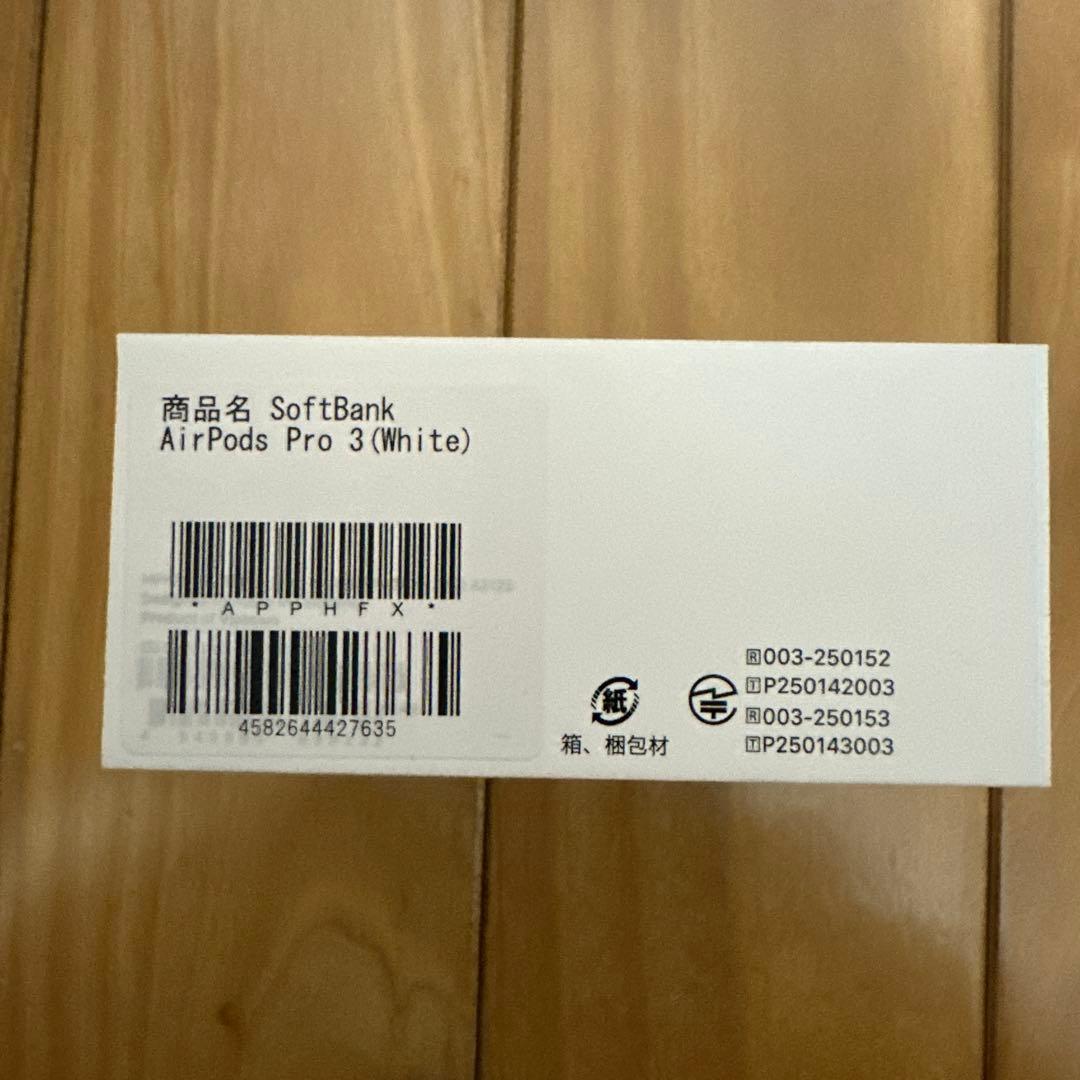 商品名 SoftBank
AirPods Pro 3(White)
*APPHFX*
4582644427635
紙
箱、梱包材
🅁003-250152
🅃P250142003
🅁003-250153
🅃P250143003